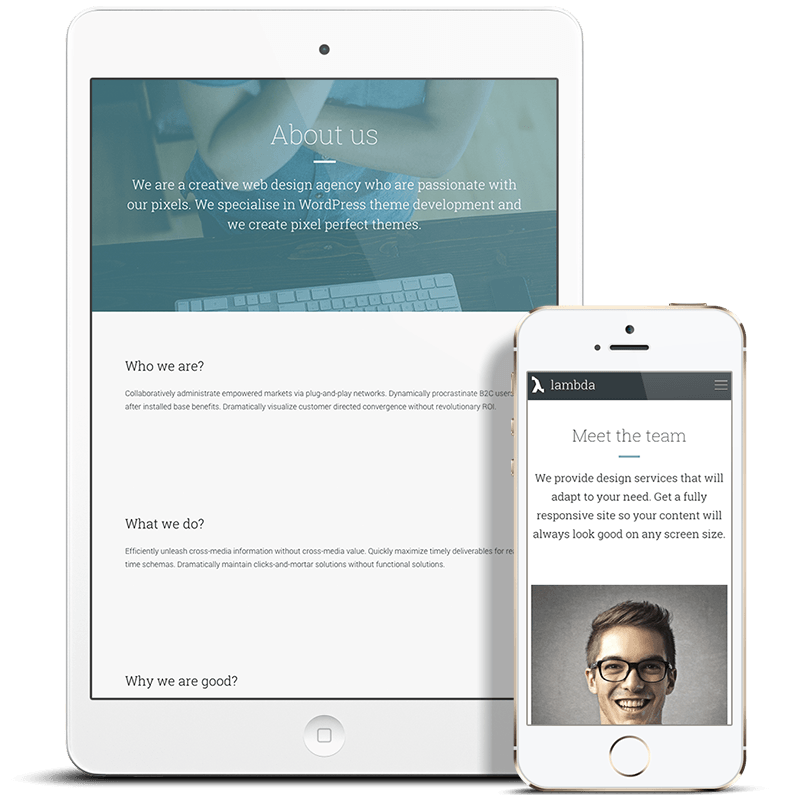 About us
We are a creative web design agency who are passionate with
our pixels. We specialise in WordPress theme development and
we create pixel perfect themes.
Who we are?
Collaboratively administrate empowered markets via plug-and-play networks. Dynamically procrastinate B2C
after installed base benefits. Dramatically visualize customer directed convergence without revolutionary ROI.
What we do?
Efficiently unleash cross-media information without cross-media value. Quickly maximize timely deliverables for
time schemas. Dramatically maintain clicks-and-mortar solutions without functional solutions.
Why we are good?
lambda
Meet the team
We provide design services that will
adapt to your need. Get a fully
responsive site so your content will
always look good on any screen size.